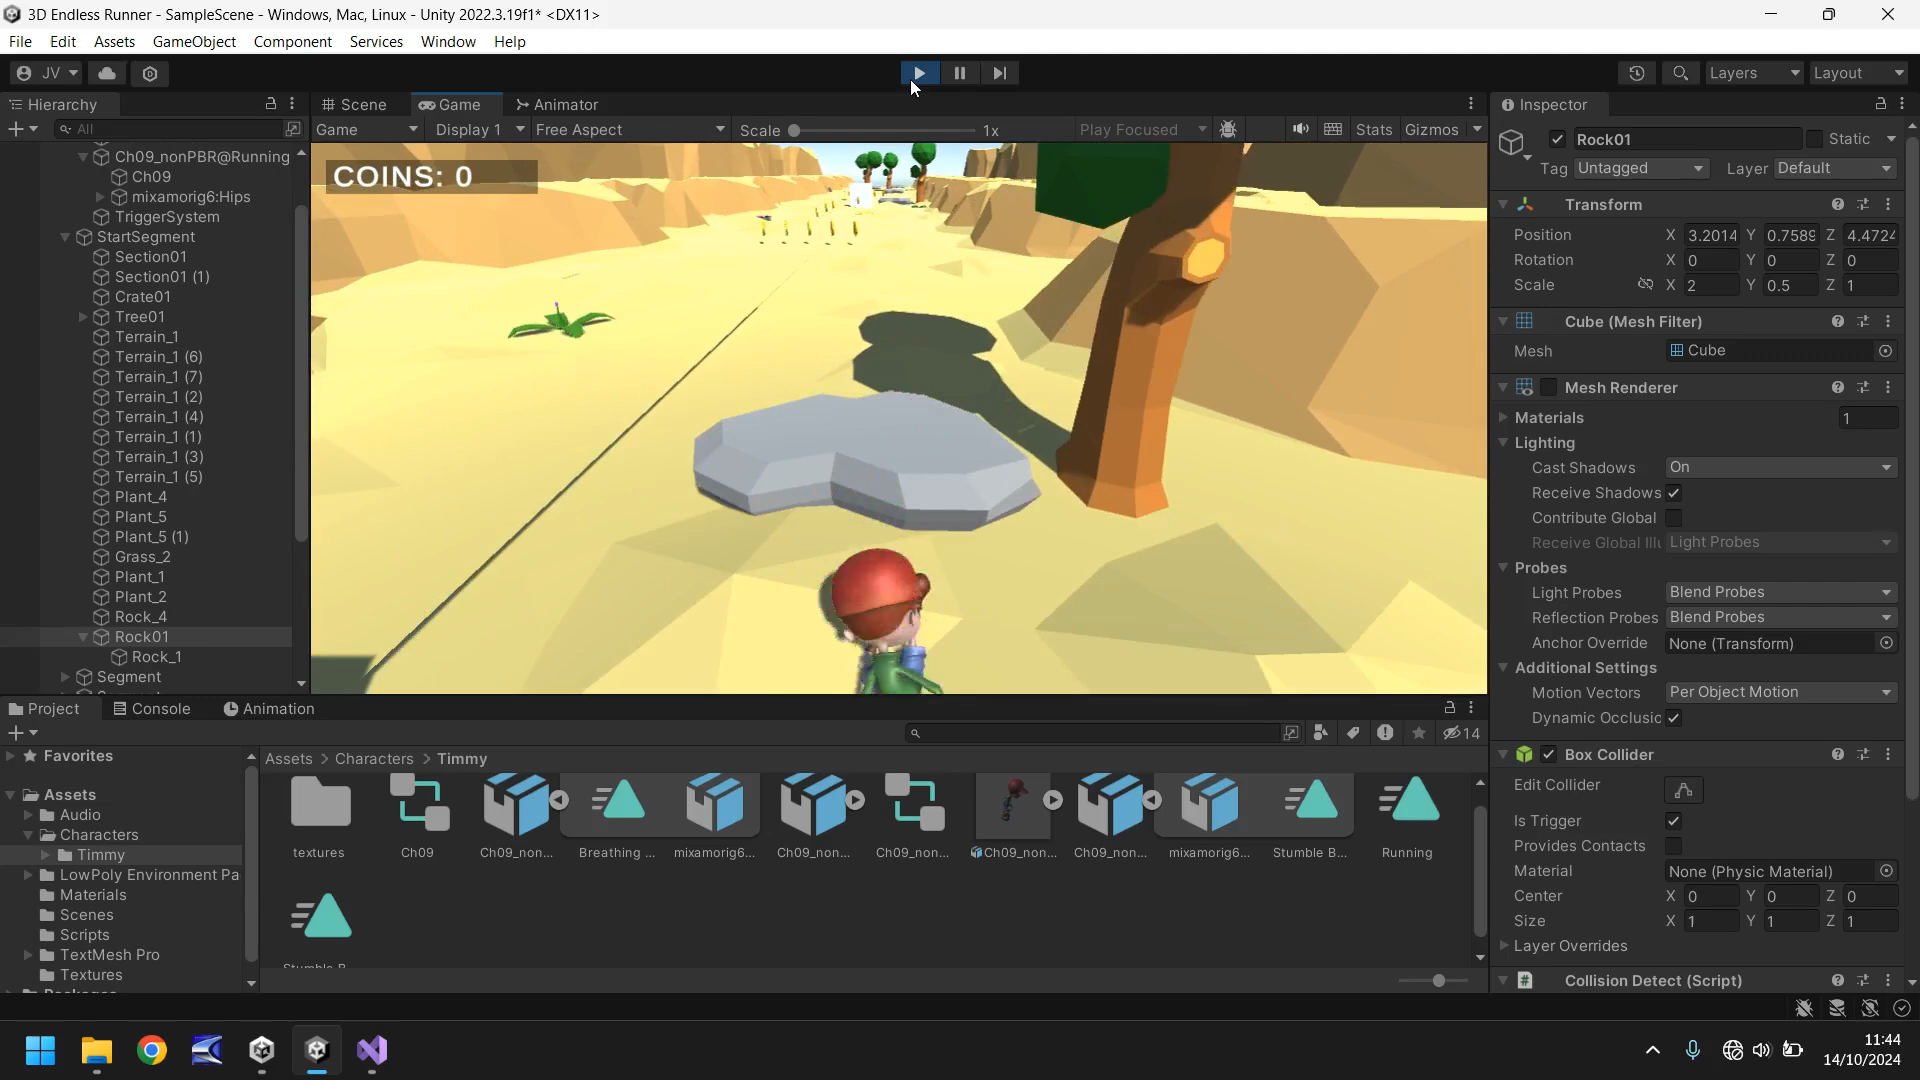 3D Endless Runner - SampleScene - Windows, Mac, Linux - Unity 2022.3.19f1* <DX11>
File Edit Assets GameObject Component Services Window Help
JV Layers Layout
Hierarchy Scene Game Animator Inspector
All Game Display 1 Free Aspect Scale 1x Play Focused Stats Gizmos
Rock01 Static
Tag Untagged Layer Default
Ch09_nonPBR@Running
Ch09
mixamorig6:Hips
TriggerSystem
StartSegment
Section01
Section01 (1)
Crate01
Tree01
Terrain_1
Terrain_1 (6)
Terrain_1 (7)
Terrain_1 (2)
Terrain_1 (4)
Terrain_1 (1)
Terrain_1 (3)
Terrain_1 (5)
Plant_4
Plant_5
Plant_5 (1)
Grass_2
Plant_1
Plant_2
Rock_4
Rock01
Rock_1
Segment
COINS: 0
Transform
Position X 3.2014 Y 0.7589 Z 4.4724
Rotation X 0 Y 0 Z 0
Scale X 2 Y 0.5 Z 1
Cube (Mesh Filter)
Mesh Cube
Mesh Renderer
Materials 1
Lighting
Cast Shadows On
Receive Shadows
Contribute Global
Receive Global Illu Light Probes
Probes
Light Probes Blend Probes
Reflection Probes Blend Probes
Anchor Override None (Transform)
Additional Settings
Motion Vectors Per Object Motion
Dynamic Occlusic
Box Collider
Edit Collider
Is Trigger
Provides Contacts
Material None (Physic Material)
Center X 0 Y 0 Z 0
Size X 1 Y 1 Z 1
Layer Overrides
Collision Detect (Script)
Project Console Animation
14
Favorites
Assets
Audio
Characters
Timmy
LowPoly Environment Pa
Materials
Scenes
Scripts
TextMesh Pro
Textures
Assets > Characters > Timmy
textures Ch09 Ch09_non... Breathing ... mixamorig6... Ch09_non... Ch09_non... Ch09_non... Ch09_non... mixamorig6... Stumble B... Running
11:44
14/10/2024